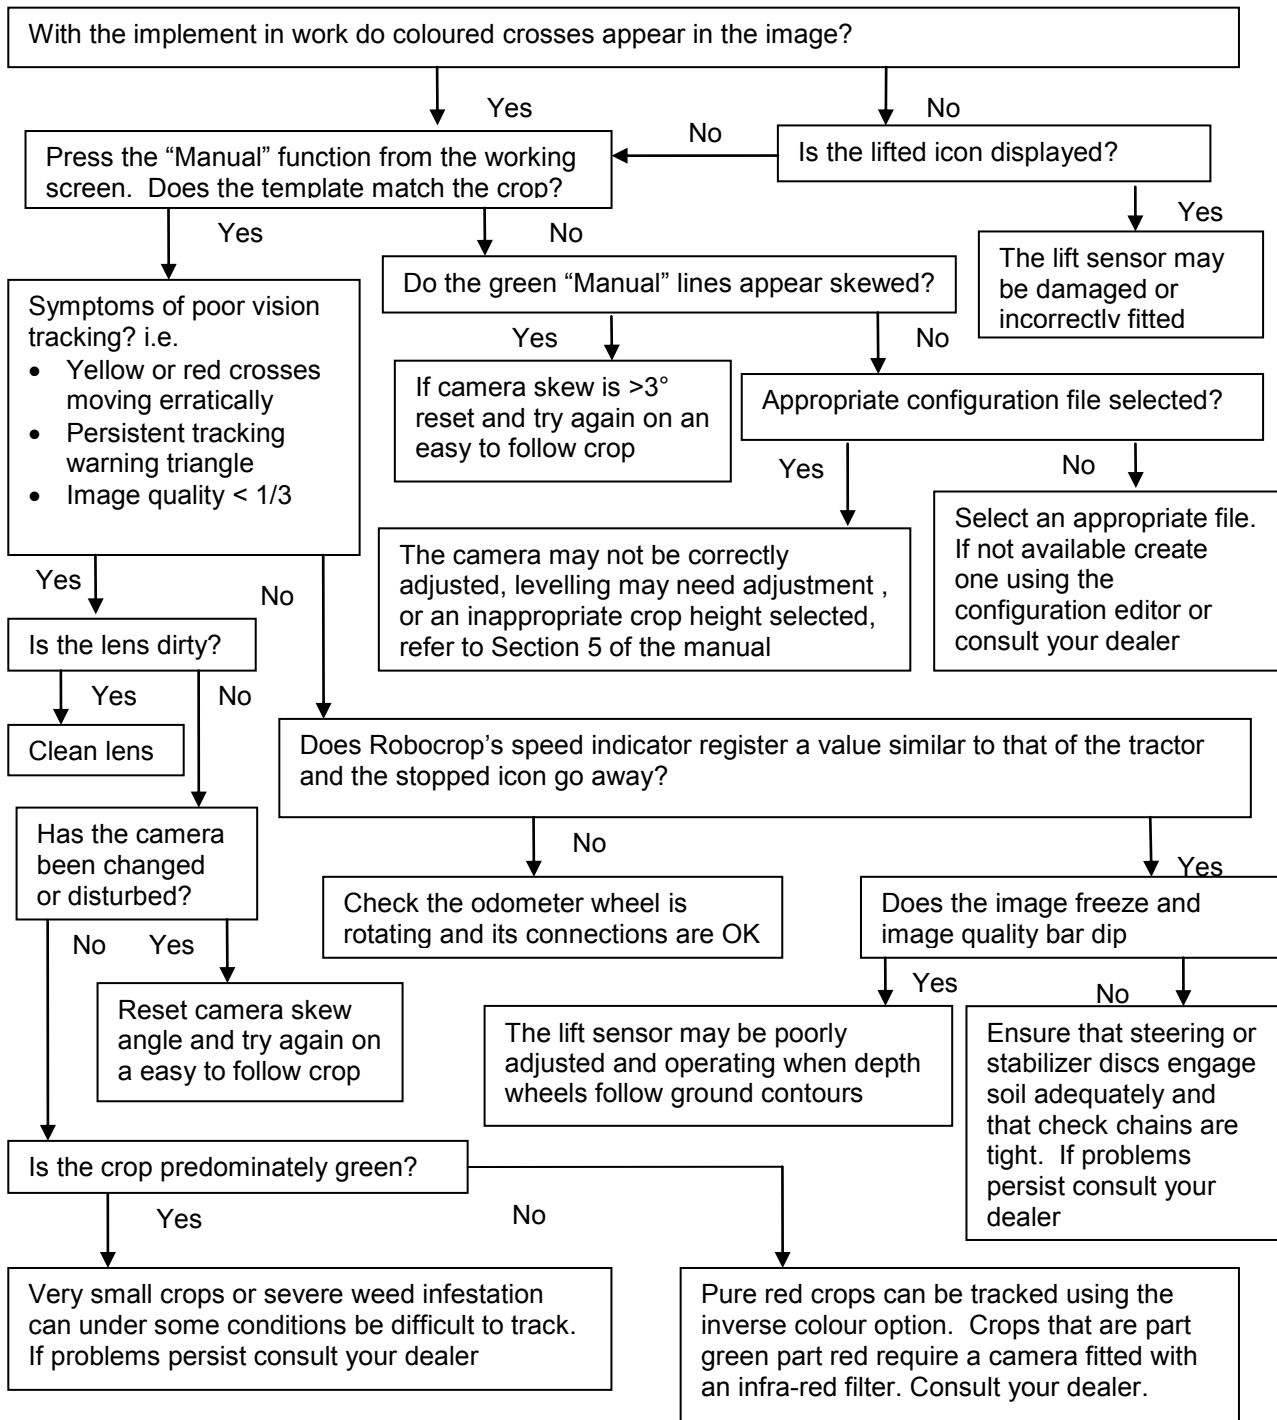 With the implement in work do coloured crosses appear in the image?
Yes
No
Press the “Manual” function from the working
screen.  Does the template match the crop?
No
Is the lifted icon displayed?
Yes
The lift sensor may
be damaged or
incorrectly fitted
Yes
No
Do the green “Manual” lines appear skewed?
Symptoms of poor vision
tracking? i.e.
• Yellow or red crosses
moving erratically
• Persistent tracking
warning triangle
• Image quality < 1/3
Yes
No
If camera skew is >3°
reset and try again on an
easy to follow crop
Appropriate configuration file selected?
Yes
No
The camera may not be correctly
adjusted, levelling may need adjustment ,
or an inappropriate crop height selected,
refer to Section 5 of the manual
Select an appropriate file.
If not available create
one using the
configuration editor or
consult your dealer
Yes
No
Is the lens dirty?
Yes
No
Clean lens
Does Robocrop’s speed indicator register a value similar to that of the tractor
and the stopped icon go away?
Has the camera
been changed
or disturbed?
No
Yes
Check the odometer wheel is
rotating and its connections are OK
Does the image freeze and
image quality bar dip
No
Yes
Yes
No
Reset camera skew
angle and try again on
a easy to follow crop
The lift sensor may be poorly
adjusted and operating when depth
wheels follow ground contours
Ensure that steering or
stabilizer discs engage
soil adequately and
that check chains are
tight.  If problems
persist consult your
dealer
Is the crop predominately green?
Yes
No
Very small crops or severe weed infestation
can under some conditions be difficult to track.
If problems persist consult your dealer
Pure red crops can be tracked using the
inverse colour option.  Crops that are part
green part red require a camera fitted with
an infra-red filter. Consult your dealer.